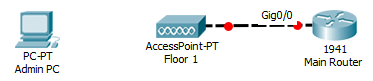 Gig0/0
PC-PT
Admin PC
AccessPoint-PT
Floor 1
1941
Main Router